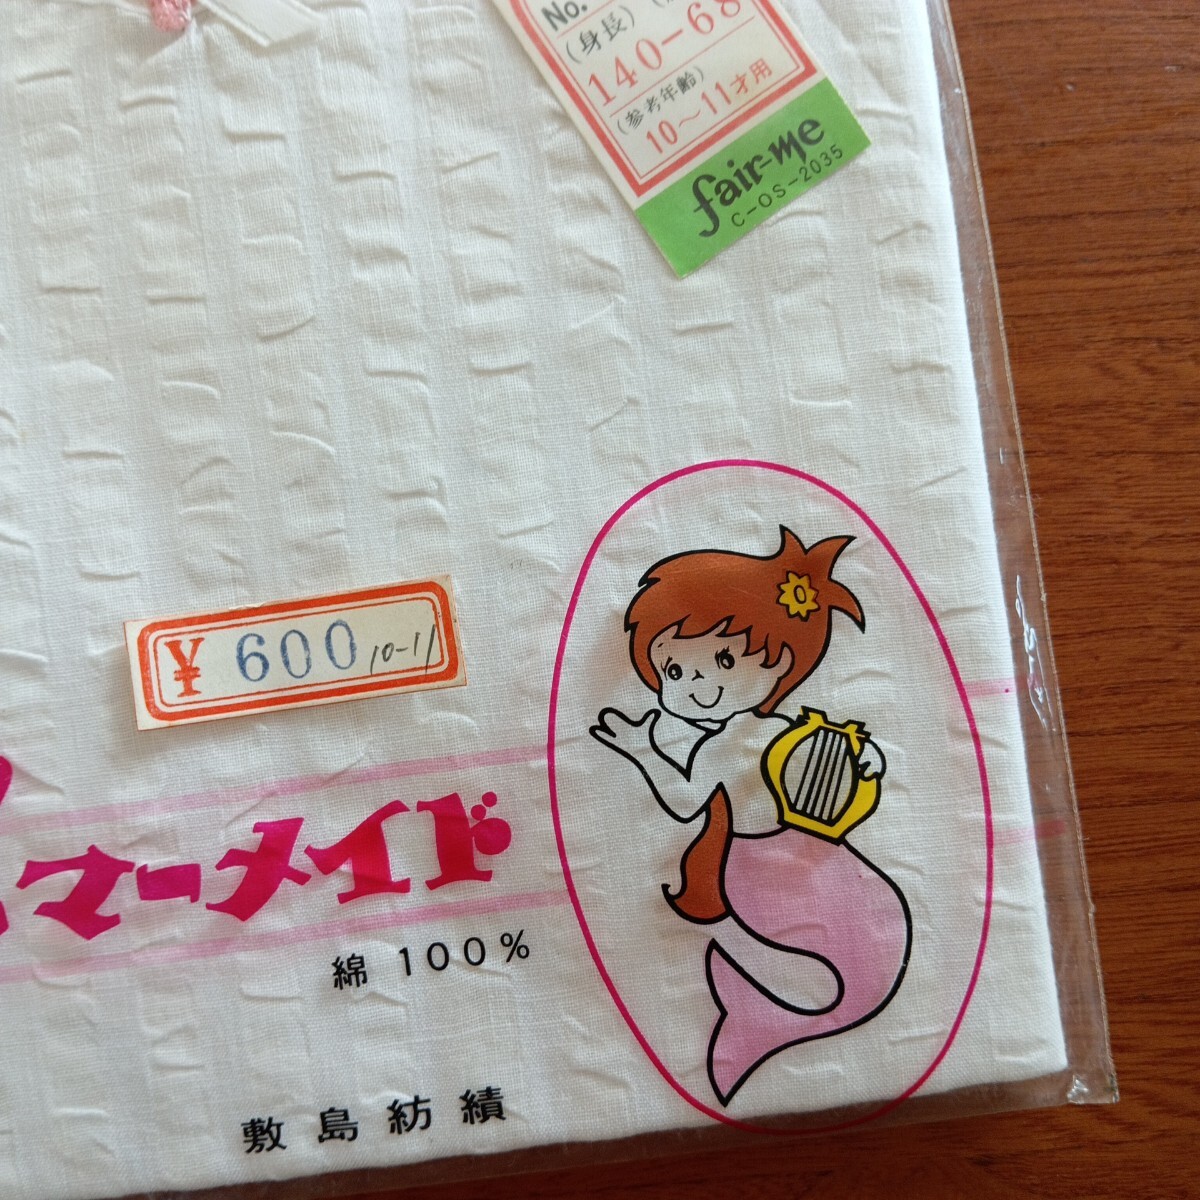 No.
(身長)
140-68
(参考年齢)
10〜11才用
fair-me
C-OS-2035
¥ 600 10-11
マーメイド
綿 100%
敷島紡績